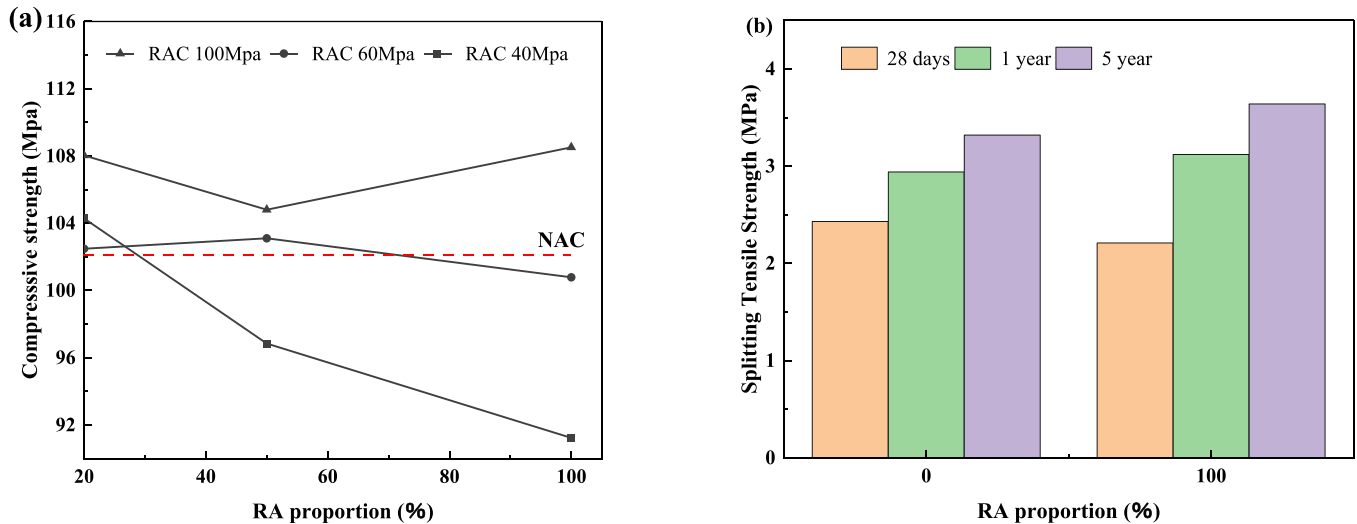 (a)
116
112
108
104
100
96
92
Compresssive strength (Mpa)
RAC 100Mpa RAC 60Mpa RAC 40Mpa
NAC
20 40 60 80 100
RA proportion (%)
(b)
4
3
2
1
0
Splitting Tensile Strength (MPa)
28 days 1 year 5 year
0 100
RA proportion (%)